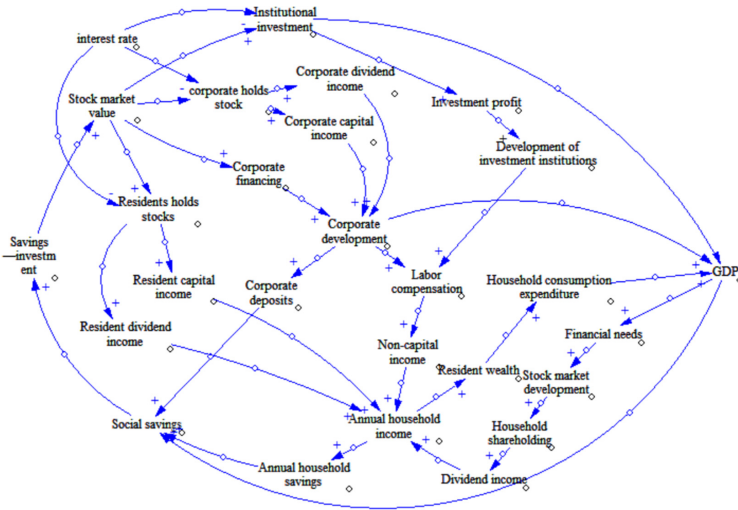 Institutional
investment
interest rate
Corporate dividend
income
corporate holds
stock
Stock market
value
Investment profit
Corporate capital
income
Development of
investment institutions
Corporate
financing
Residents holds
stocks
Corporate
development
Savings
—investm
ent
Labor
compensation
Household consumption
expenditure
GDP
Resident capital
income
Corporate
deposits
Resident dividend
income
Financial needs
Non-capital
income
Resident wealth
Stock market
development
Social savings
Annual household
income
Household
shareholding
Annual household
savings
Dividend income